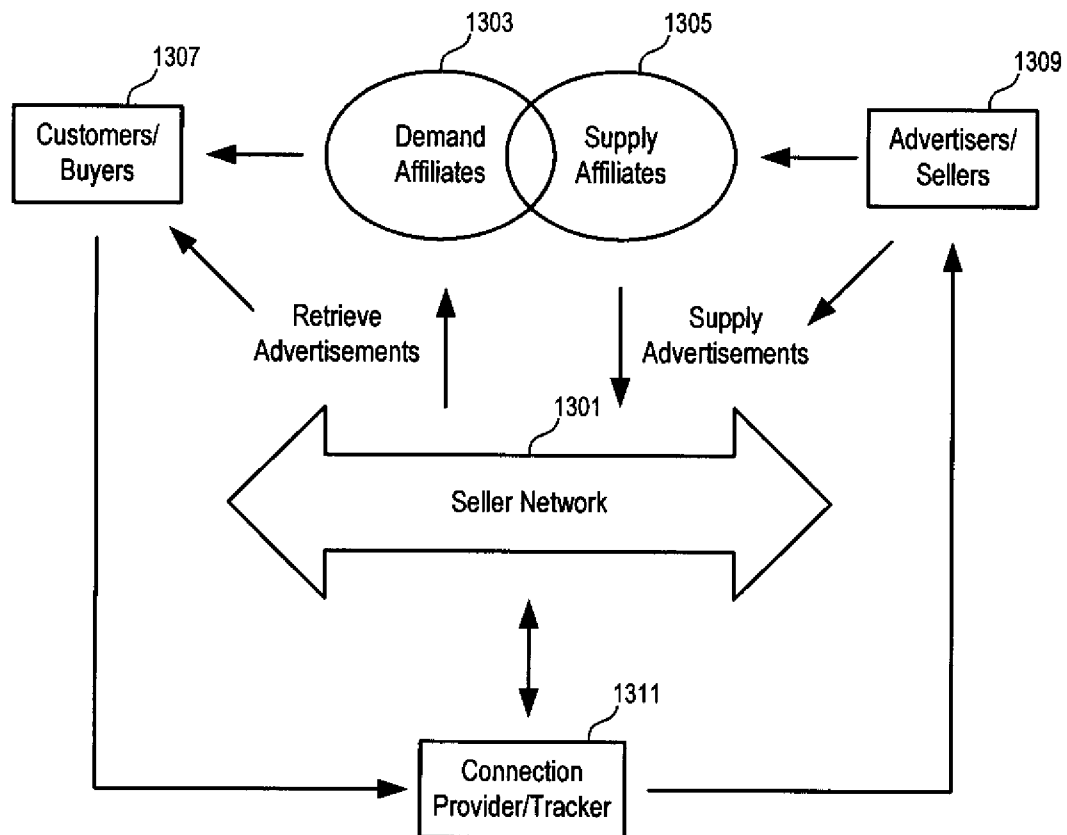 1303
1305
1307
1309
Customers/
Buyers
Demand
Affiliates
Supply
Affiliates
Advertisers/
Sellers
Retrieve
Advertisements
Supply
Advertisements
1301
Seller Network
1311
Connection
Provider/Tracker